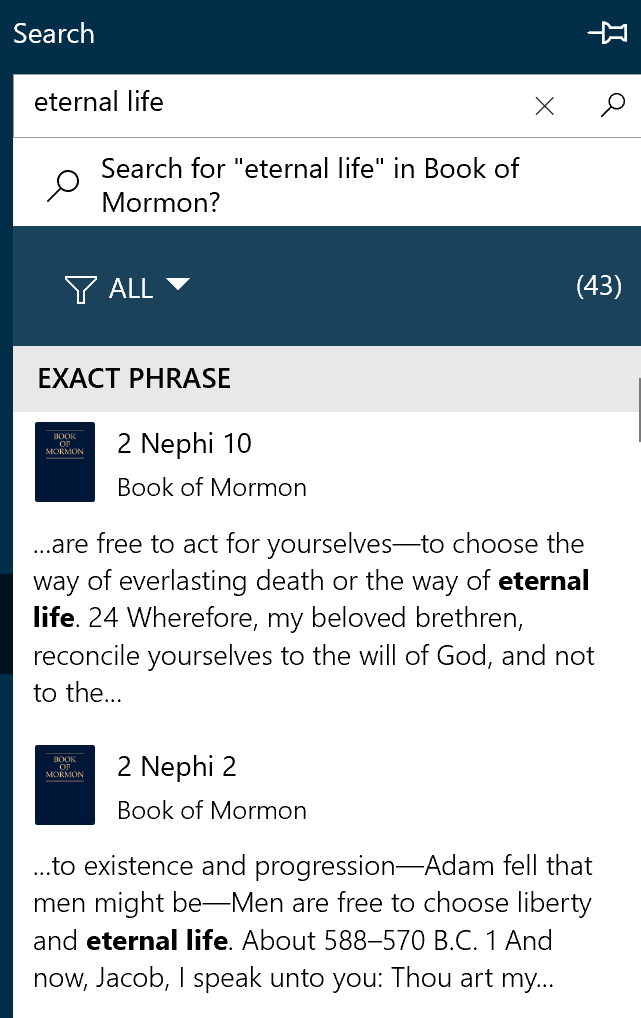 Search
eternal life
Search for "eternal life" in Book of
Mormon?
ALL
(43)
EXACT PHRASE
BOOK
OF
MORMON
2 Nephi 10
Book of Mormon
...are free to act for yourselves—to choose the
way of everlasting death or the way of eternal
life. 24 Wherefore, my beloved brethren,
reconcile yourselves to the will of God, and not
to the...
BOOK
OF
MORMON
2 Nephi 2
Book of Mormon
...to existence and progression—Adam fell that
men might be—Men are free to choose liberty
and eternal life. About 588–570 B.C. 1 And
now, Jacob, I speak unto you: Thou art my...